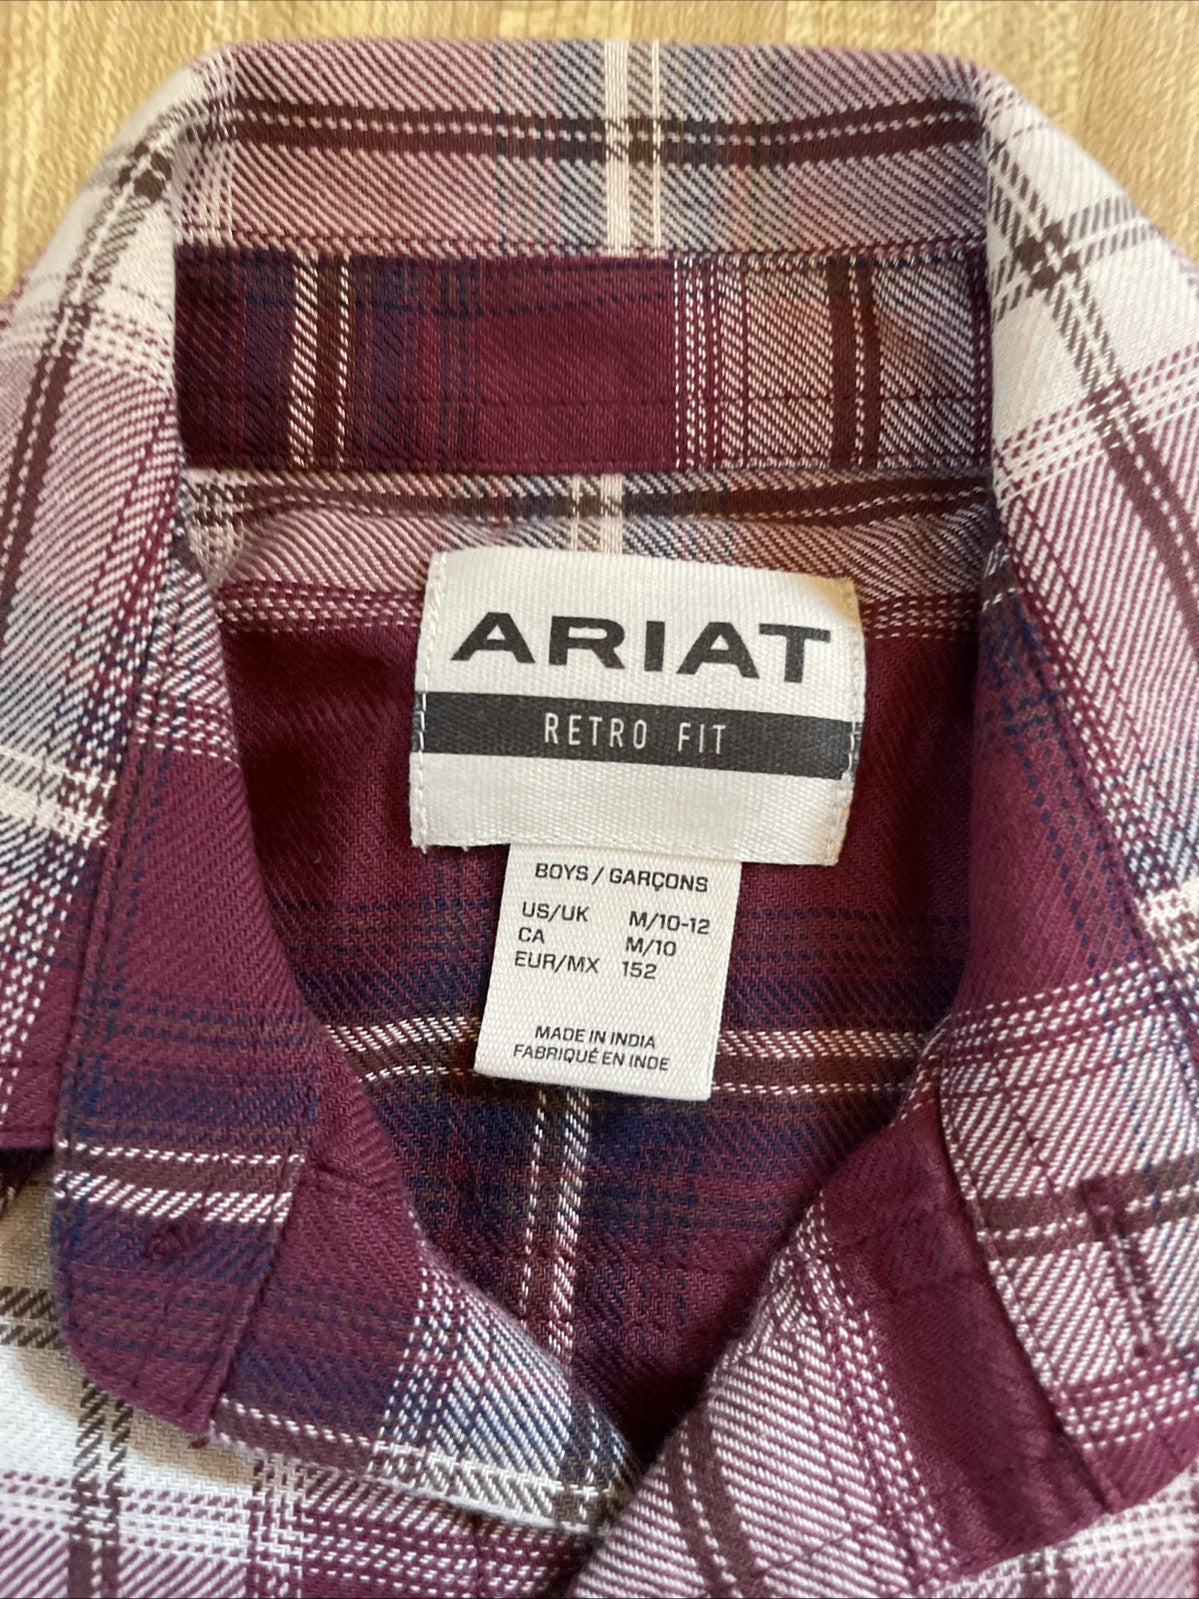 ARIAT
RETRO FIT
BOYS / GARÇONS
US/UK M/10-12
CA M/10
EUR/MX 152
MADE IN INDIA
FABRIQUÉ EN INDE